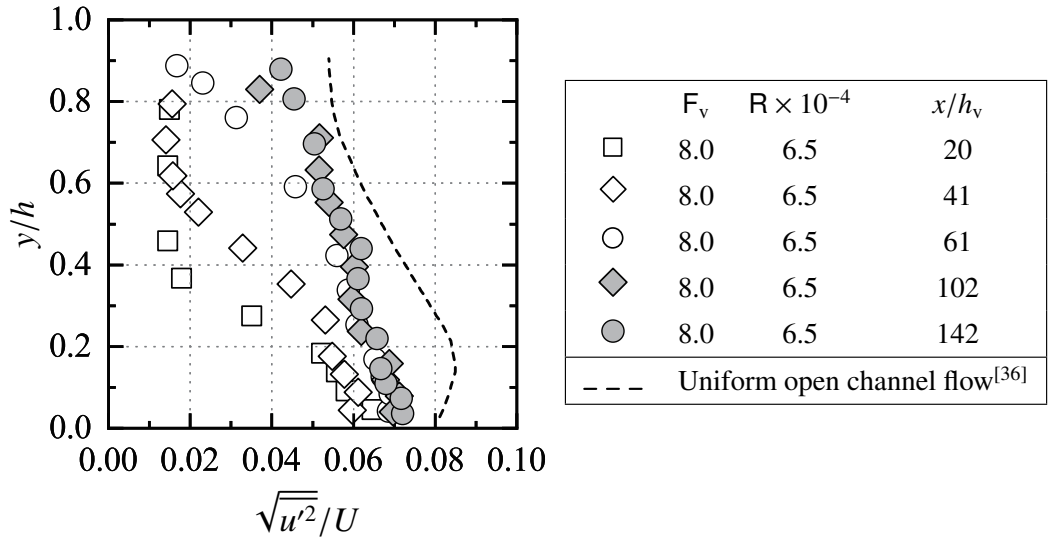 1.0
0.8
0.6
0.4
0.2
0.0
y/h
0.00 0.02 0.04 0.06 0.08 0.10
√u′²/U
Fᵥ R × 10⁻⁴ x/hᵥ
8.0 6.5 20
8.0 6.5 41
8.0 6.5 61
8.0 6.5 102
8.0 6.5 142
Uniform open channel flow[36]